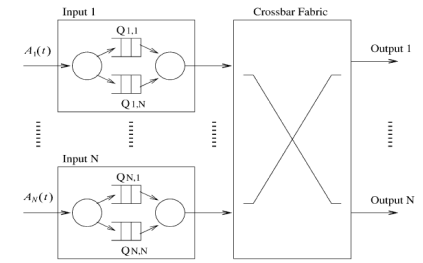 Input 1
Crossbar Fabric
Q1,1
A1(t)
Output 1
Q1,N
Input N
QN,1
AN(t)
Output N
QN,N